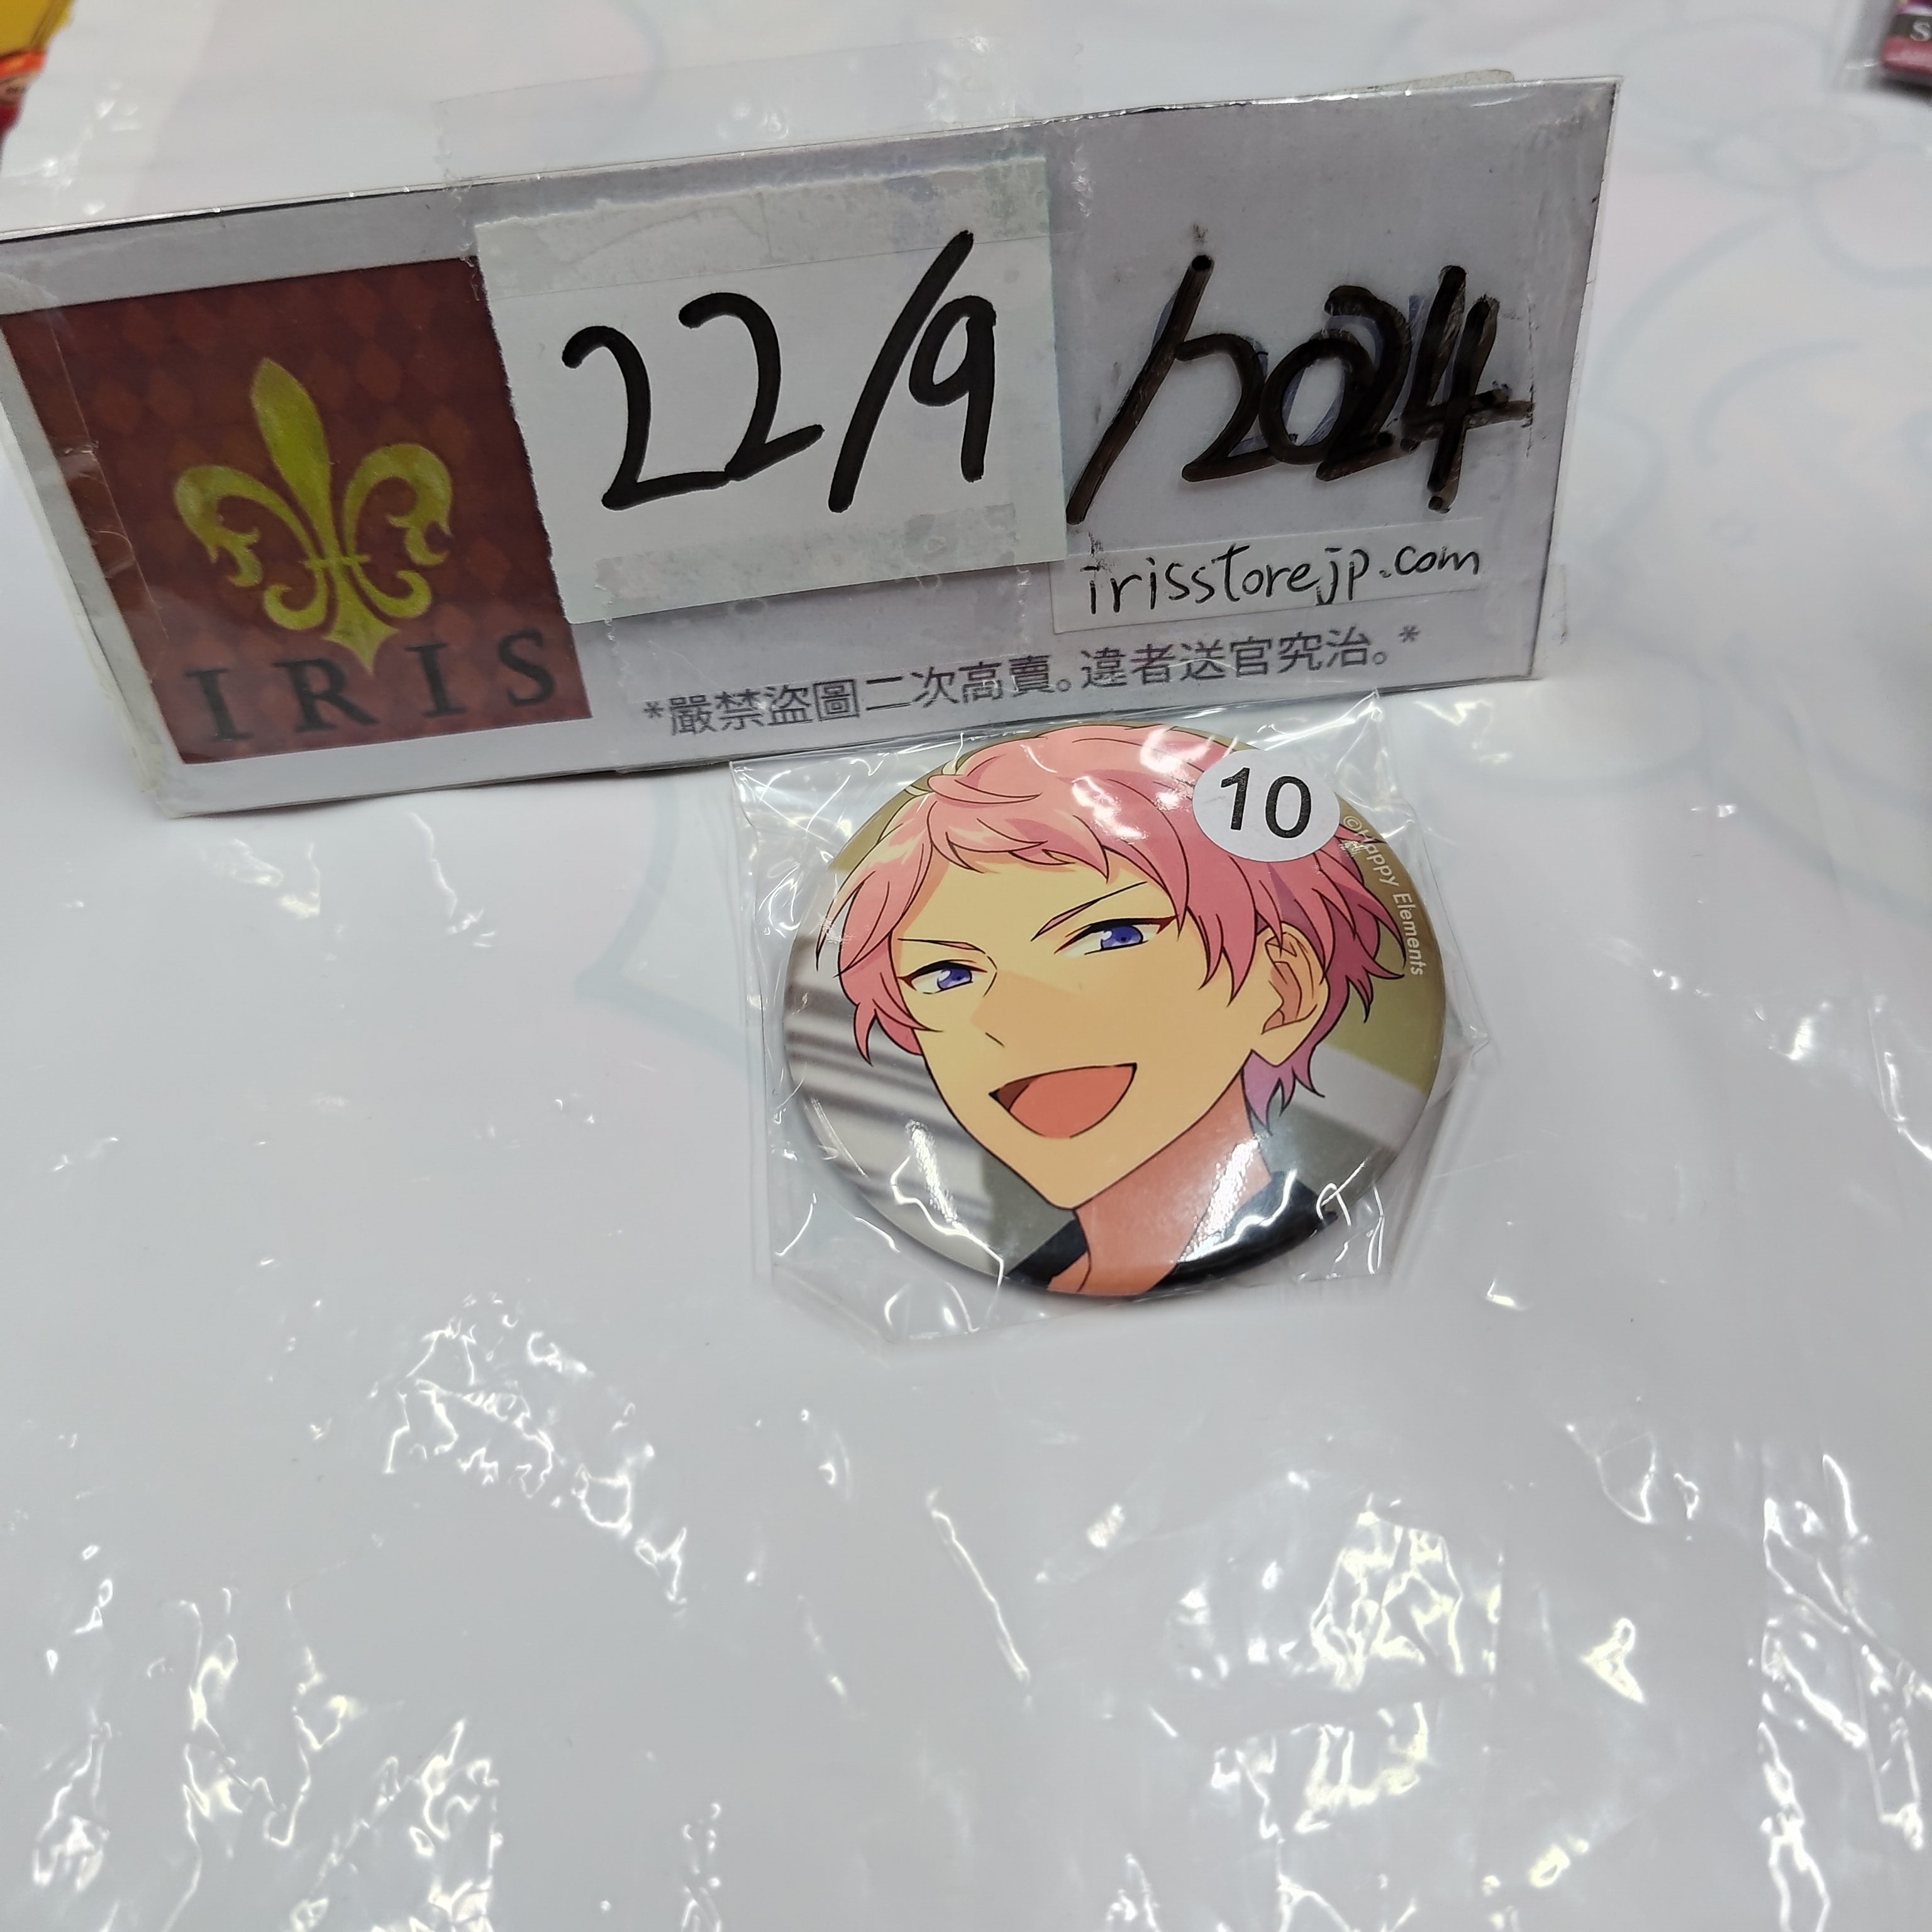 22/9/2024
irisstorejp.com
IRIS
*嚴禁盜圖二次高賣。違者送官究治。*
10
©Happy Elements
S